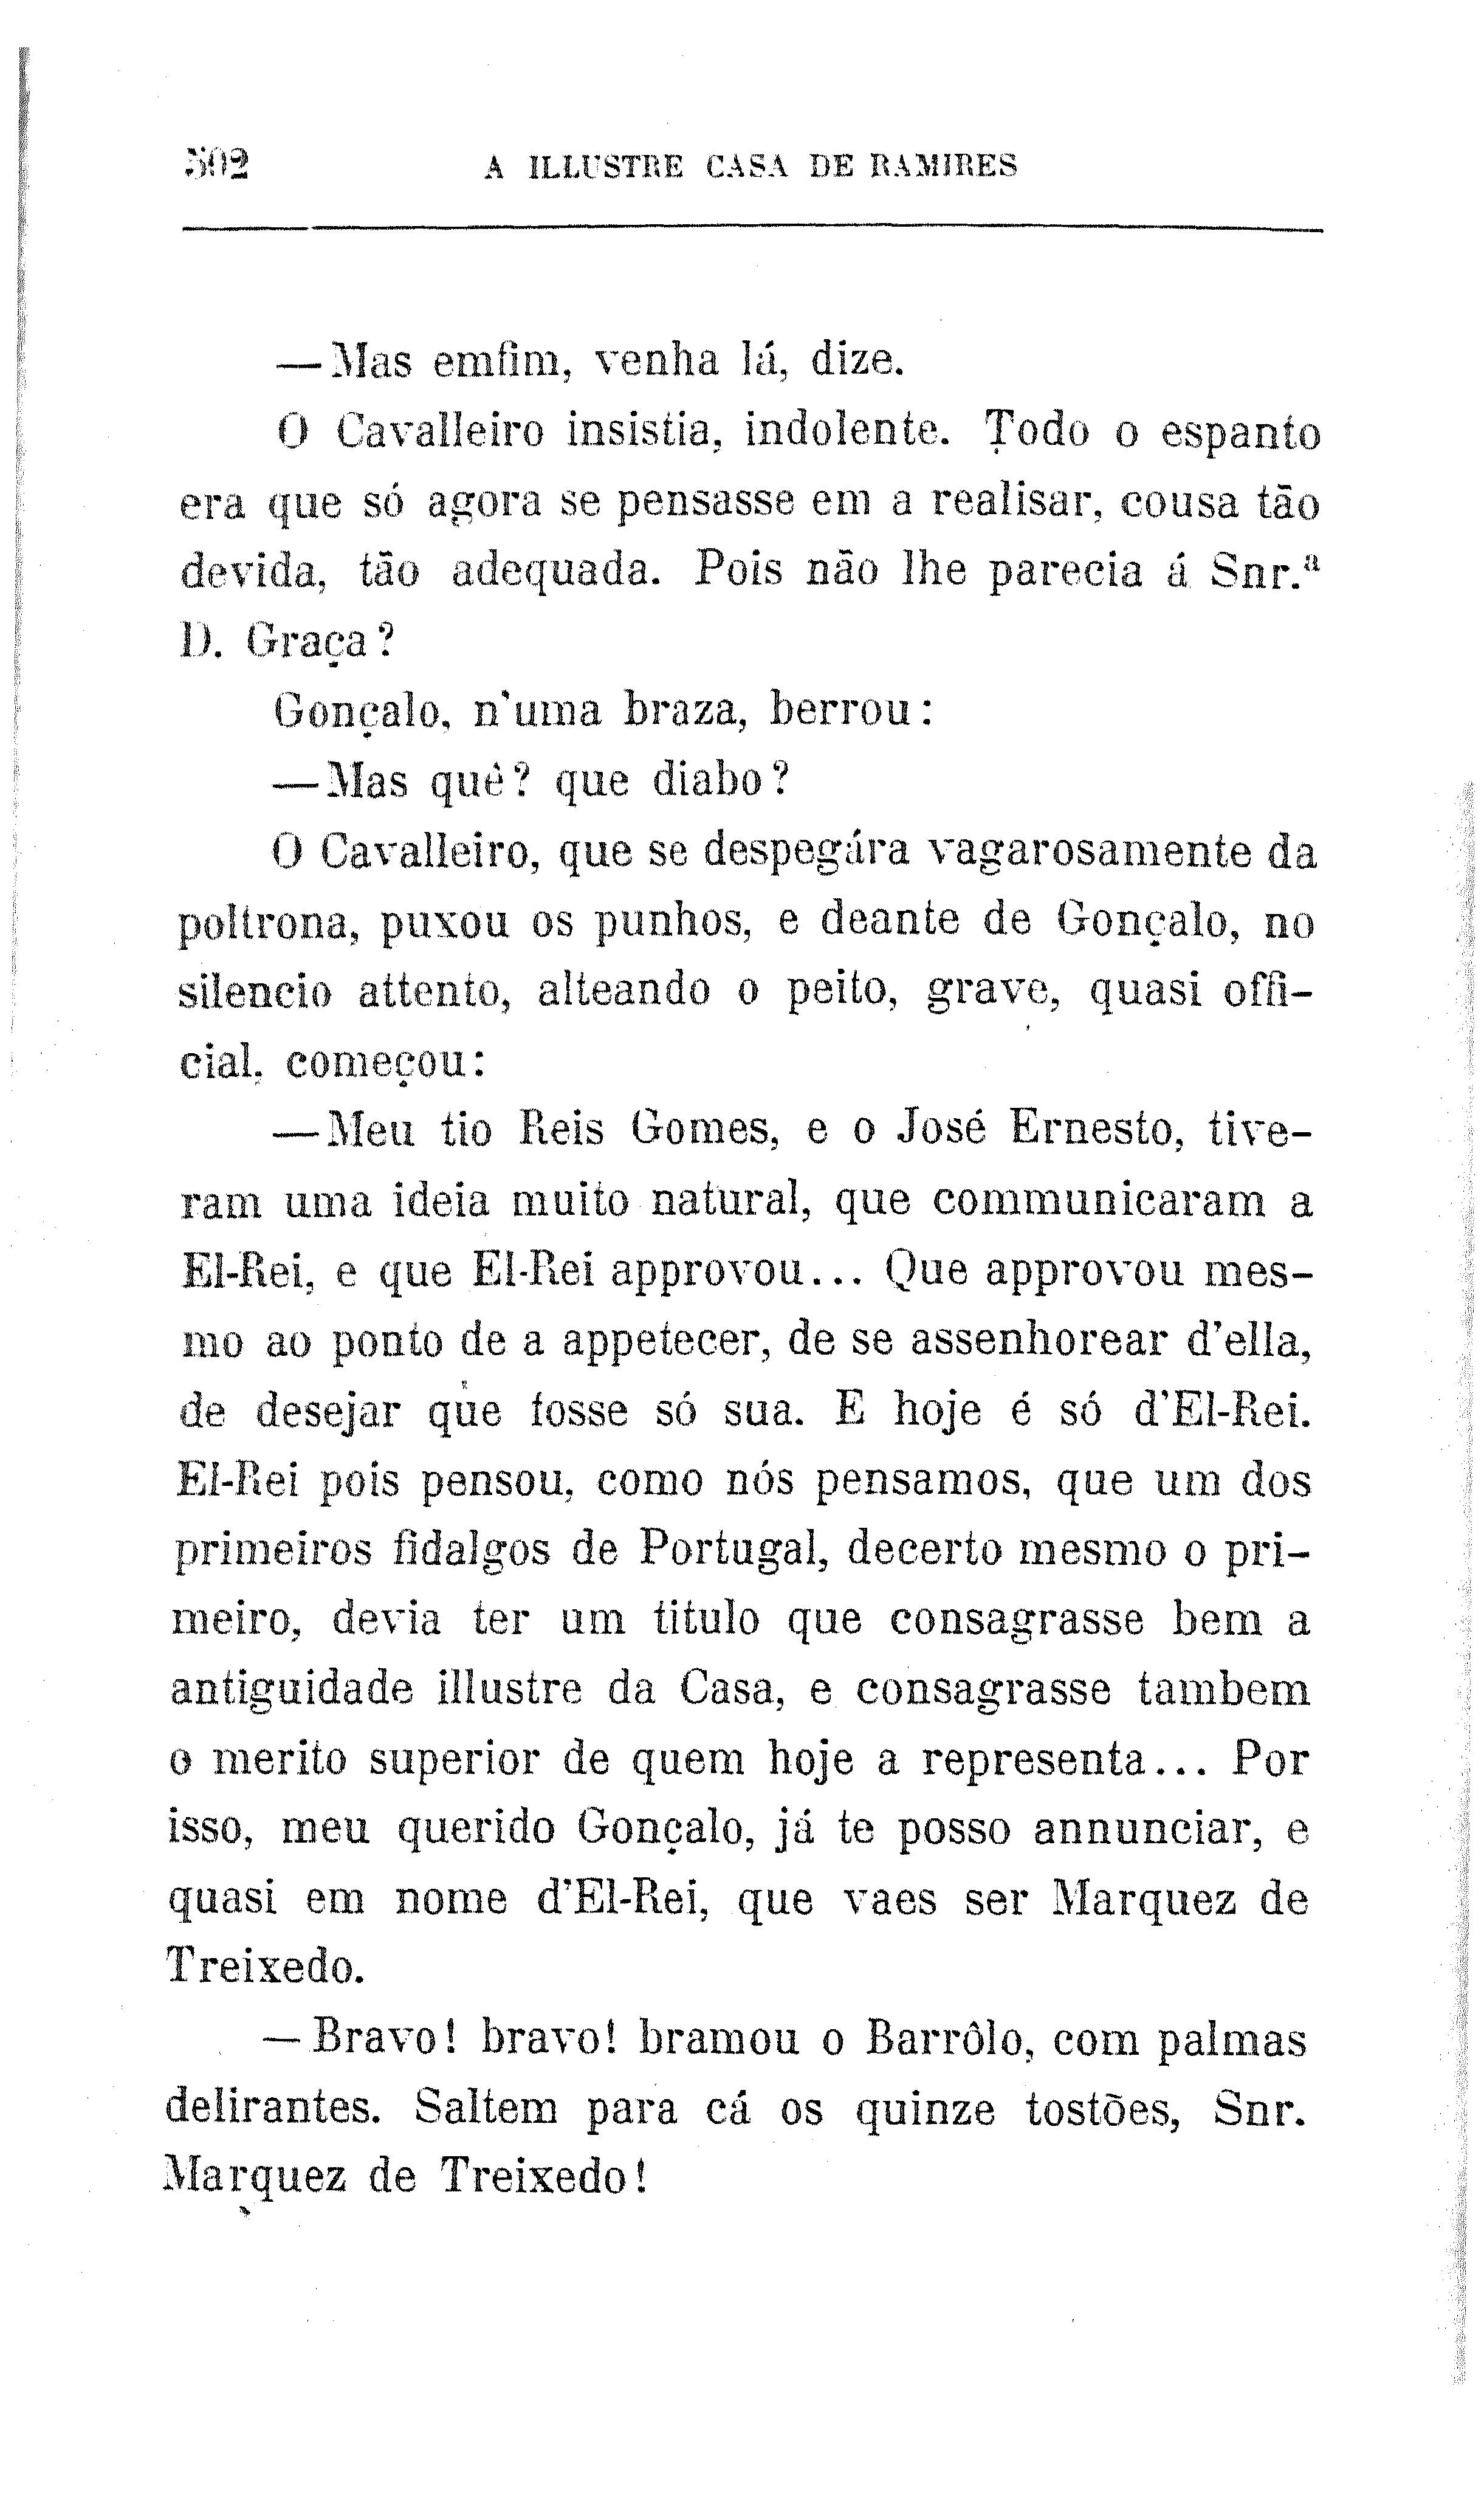 502 A ILLUSTRE CASA DE RAMIRES
—Mas emfim, venha lá, dize.
O Cavalleiro insistia, indolente. Todo o espanto
era que só agora se pensasse em a realisar, cousa tão
devida, tão adequada. Pois não lhe parecia á Snr.ª
D. Graça?
Gonçalo, n'uma braza, berrou:
—Mas quê? que diabo?
O Cavalleiro, que se despegára vagarosamente da
poltrona, puxou os punhos, e deante de Gonçalo, no
silencio attento, alteando o peito, grave, quasi offi-
cial, começou:
—Meu tio Reis Gomes, e o José Ernesto, tive-
ram uma ideia muito natural, que communicaram a
El-Rei, e que El-Rei approvou... Que approvou mes-
mo ao ponto de a appetecer, de se assenhorear d'ella,
de desejar que fosse só sua. E hoje é só d'El-Rei.
El-Rei pois pensou, como nós pensamos, que um dos
primeiros fidalgos de Portugal, decerto mesmo o pri-
meiro, devia ter um titulo que consagrasse bem a
antiguidade illustre da Casa, e consagrasse tambem
o merito superior de quem hoje a representa... Por
isso, meu querido Gonçalo, já te posso annunciar, e
quasi em nome d'El-Rei, que vaes ser Marquez de
Treixedo.
—Bravo! bravo! bramou o Barrôlo, com palmas
delirantes. Saltem para cá os quinze tostões, Snr.
Marquez de Treixedo!